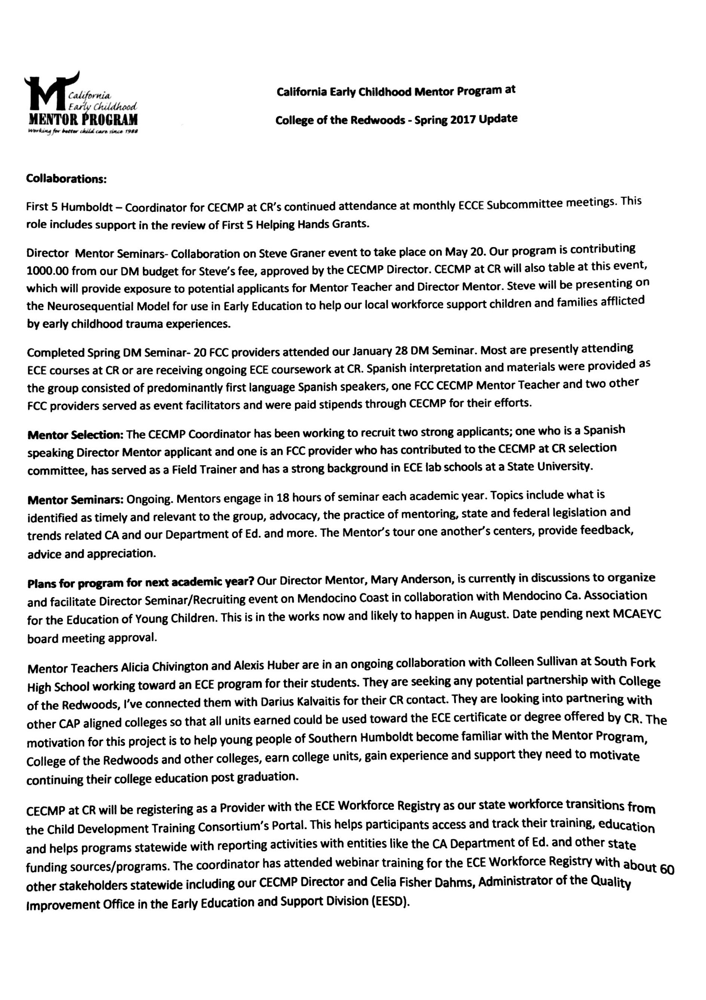 M California
Early Childhood
MENTOR PROGRAM
Working for better child care since 1988
California Early Childhood Mentor Program at
College of the Redwoods - Spring 2017 Update
Collaborations:
First 5 Humboldt – Coordinator for CECMP at CR's continued attendance at monthly ECCE Subcommittee meetings. This
role includes support in the review of First 5 Helping Hands Grants.
Director  Mentor Seminars- Collaboration on Steve Graner event to take place on May 20. Our program is contributing
1000.00 from our DM budget for Steve's fee, approved by the CECMP Director. CECMP at CR will also table at this event,
which will provide exposure to potential applicants for Mentor Teacher and Director Mentor. Steve will be presenting on
the Neurosequential Model for use in Early Education to help our local workforce support children and families afflicted
by early childhood trauma experiences.
Completed Spring DM Seminar- 20 FCC providers attended our January 28 DM Seminar. Most are presently attending
ECE courses at CR or are receiving ongoing ECE coursework at CR. Spanish interpretation and materials were provided as
the group consisted of predominantly first language Spanish speakers, one FCC CECMP Mentor Teacher and two other
FCC providers served as event facilitators and were paid stipends through CECMP for their efforts.
Mentor Selection: The CECMP Coordinator has been working to recruit two strong applicants; one who is a Spanish
speaking Director Mentor applicant and one is an FCC provider who has contributed to the CECMP at CR selection
committee, has served as a Field Trainer and has a strong background in ECE lab schools at a State University.
Mentor Seminars: Ongoing. Mentors engage in 18 hours of seminar each academic year. Topics include what is
identified as timely and relevant to the group, advocacy, the practice of mentoring, state and federal legislation and
trends related CA and our Department of Ed. and more. The Mentor's tour one another's centers, provide feedback,
advice and appreciation.
Plans for program for next academic year? Our Director Mentor, Mary Anderson, is currently in discussions to organize
and facilitate Director Seminar/Recruiting event on Mendocino Coast in collaboration with Mendocino Ca. Association
for the Education of Young Children. This is in the works now and likely to happen in August. Date pending next MCAEYC
board meeting approval.
Mentor Teachers Alicia Chivington and Alexis Huber are in an ongoing collaboration with Colleen Sullivan at South Fork
High School working toward an ECE program for their students. They are seeking any potential partnership with College
of the Redwoods, I've connected them with Darius Kalvaitis for their CR contact. They are looking into partnering with
other CAP aligned colleges so that all units earned could be used toward the ECE certificate or degree offered by CR. The
motivation for this project is to help young people of Southern Humboldt become familiar with the Mentor Program,
College of the Redwoods and other colleges, earn college units, gain experience and support they need to motivate
continuing their college education post graduation.
CECMP at CR will be registering as a Provider with the ECE Workforce Registry as our state workforce transitions from
the Child Development Training Consortium's Portal. This helps participants access and track their training, education
and helps programs statewide with reporting activities with entities like the CA Department of Ed. and other state
funding sources/programs. The coordinator has attended webinar training for the ECE Workforce Registry with about 60
other stakeholders statewide including our CECMP Director and Celia Fisher Dahms, Administrator of the Quality
Improvement Office in the Early Education and Support Division (EESD).